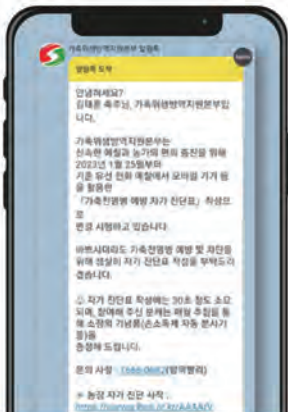 가축위생방역지원본부 알림톡
알림톡 도착
안녕하세요?
김태훈 축주님, 가축위생방역지원본부입
니다.
가축위생방역지원본부는
신속한 예찰과 농가의 편의 증진을 위해
2023년 1월 25일부터
기존 유선 전화 예찰에서 모바일 기기 등
을 활용한
「가축전염병 예방 자가 진단표」 작성으
로
변경 시행하고 있습니다.
바쁘시더라도 가축전염병 예방 및 차단을
위해 성실히 자가 진단표 작성을 부탁드리
겠습니다.
자가 진단표 작성에는 30초 정도 소요
되며, 참여해 주신 분께는 매월 추첨을 통
해 소정의 기념품(손소독제 자동 분사기
등)을
증정해 드립니다.
문의 사항 : 1666-0682(방역빨리)
※ 농장 자가 진단 시작 :